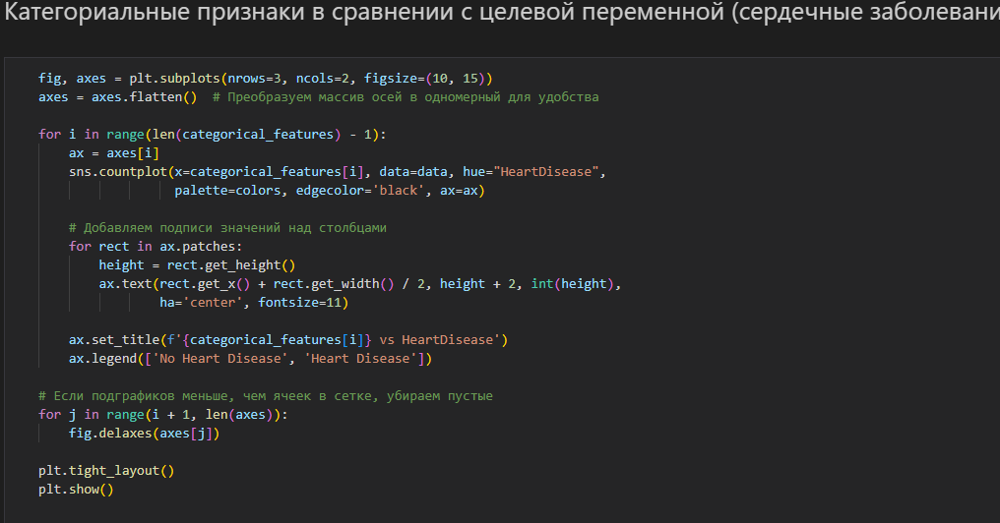 Категориальные признаки в сравнении с целевой переменной (сердечные
fig, axes = plt.subplots(nrows=3, ncols=2, figsize=(10, 15))
axes = axes.flatten()  # Преобразуем массив осей в одномерный для удобства
for i in range(len(categorical_features) - 1):
    ax = axes[i]
    sns.countplot(x=categorical_features[i], data=data, hue="HeartDisease",
                  palette=colors, edgecolor='black', ax=ax)
    # Добавляем подписи значений над столбцами
    for rect in ax.patches:
        height = rect.get_height()
        ax.text(rect.get_x() + rect.get_width() / 2, height + 2, int(height),
                ha='center', fontsize=11)
    ax.set_title(f'{categorical_features[i]} vs HeartDisease')
    ax.legend(['No Heart Disease', 'Heart Disease'])
# Если подграфиков меньше, чем ячеек в сетке, убираем пустые
for j in range(i + 1, len(axes)):
    fig.delaxes(axes[j])
plt.tight_layout()
plt.show()